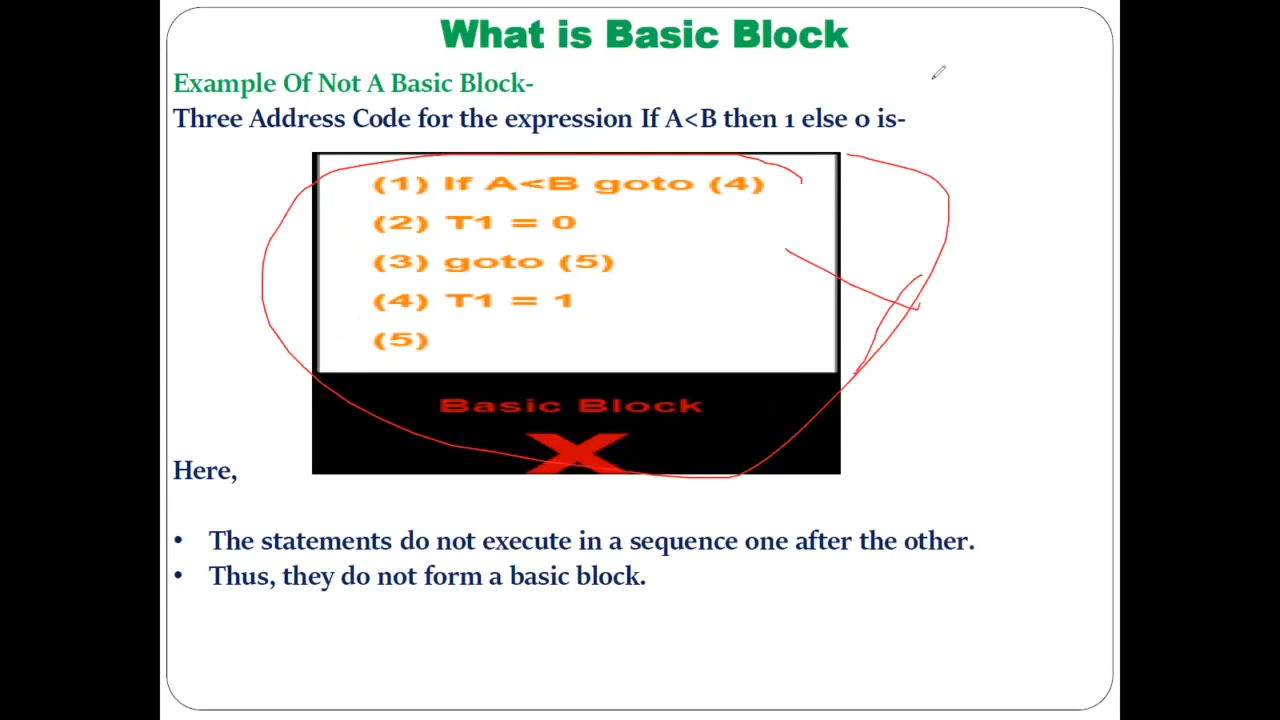 What is Basic Block
Example Of Not A Basic Block-
Three Address Code for the expression If A<B then 1 else 0 is-
(1) If A<B goto (4)
(2) T1 = 0
(3) goto (5)
(4) T1 = 1
(5)
Basic Block
X
Here,
• The statements do not execute in a sequence one after the other.
• Thus, they do not form a basic block.